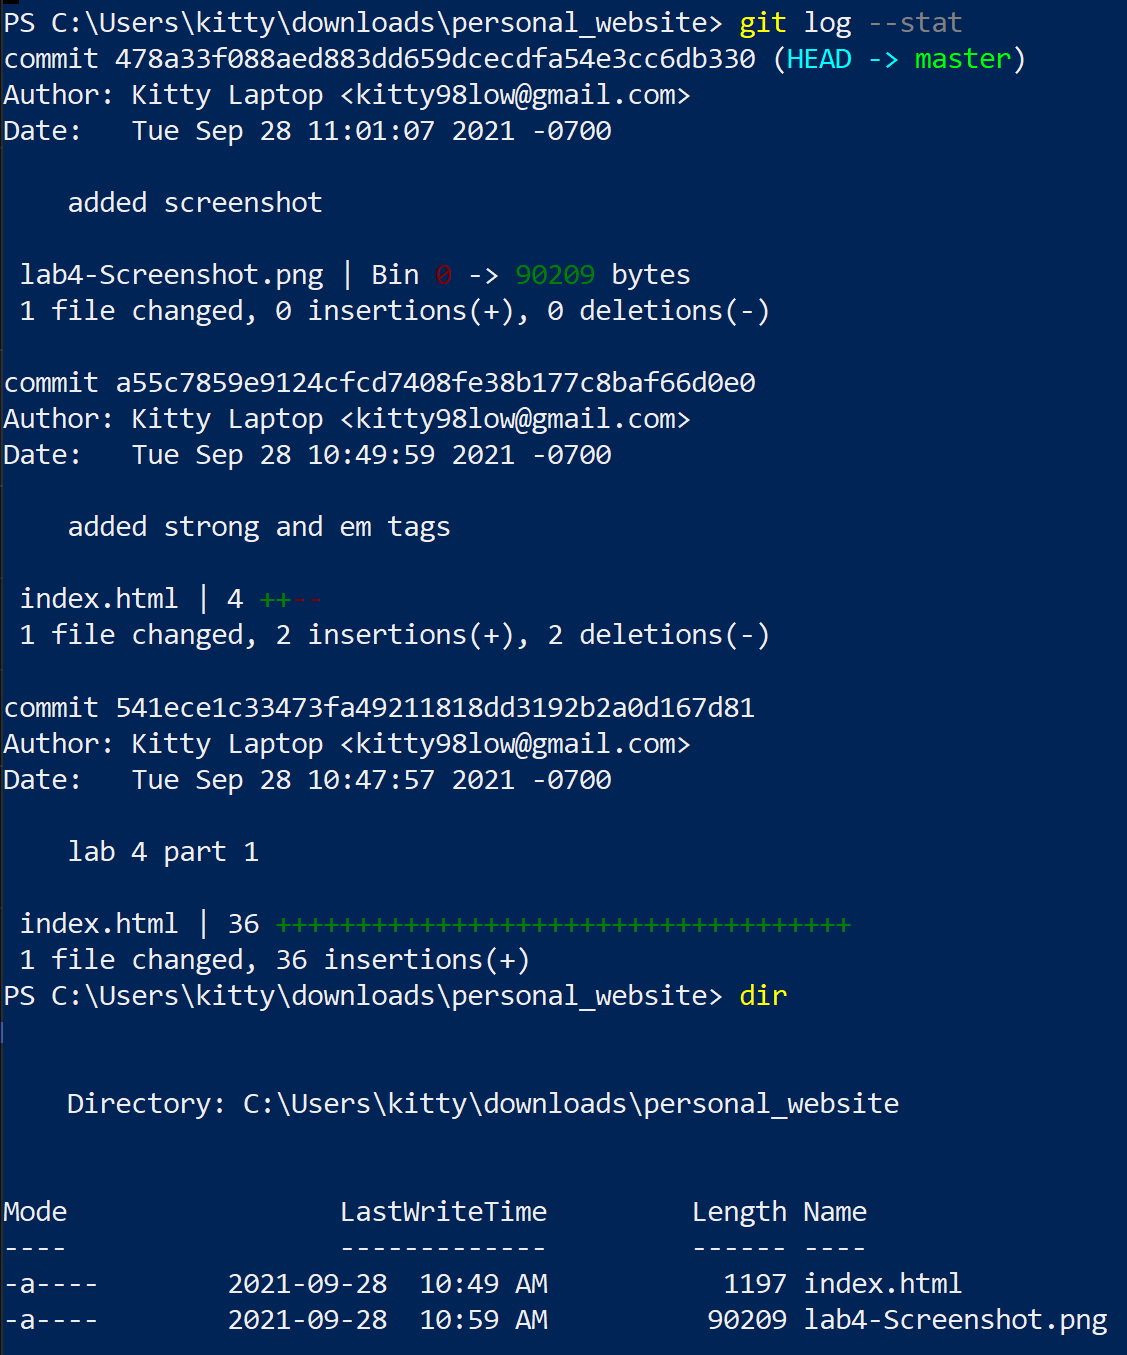 PS C:\Users\kitty\downloads\personal_website> git log --stat
commit 478a33f088aed883dd659dcecdfa54e3cc6db330 (HEAD -> master)
Author: Kitty Laptop <kitty98low@gmail.com>
Date:   Tue Sep 28 11:01:07 2021 -0700
    added screenshot
 lab4-Screenshot.png | Bin 0 -> 90209 bytes
 1 file changed, 0 insertions(+), 0 deletions(-)
commit a55c7859e9124cfcd7408fe38b177c8baf66d0e0
Author: Kitty Laptop <kitty98low@gmail.com>
Date:   Tue Sep 28 10:49:59 2021 -0700
    added strong and em tags
 index.html | 4 ++--
 1 file changed, 2 insertions(+), 2 deletions(-)
commit 541ece1c33473fa49211818dd3192b2a0d167d81
Author: Kitty Laptop <kitty98low@gmail.com>
Date:   Tue Sep 28 10:47:57 2021 -0700
    lab 4 part 1
 index.html | 36 ++++++++++++++++++++++++++++++++++++
 1 file changed, 36 insertions(+)
PS C:\Users\kitty\downloads\personal_website> dir
    Directory: C:\Users\kitty\downloads\personal_website
Mode                 LastWriteTime         Length Name
----                 -------------         ------ ----
-a----        2021-09-28  10:49 AM           1197 index.html
-a----        2021-09-28  10:59 AM          90209 lab4-Screenshot.png